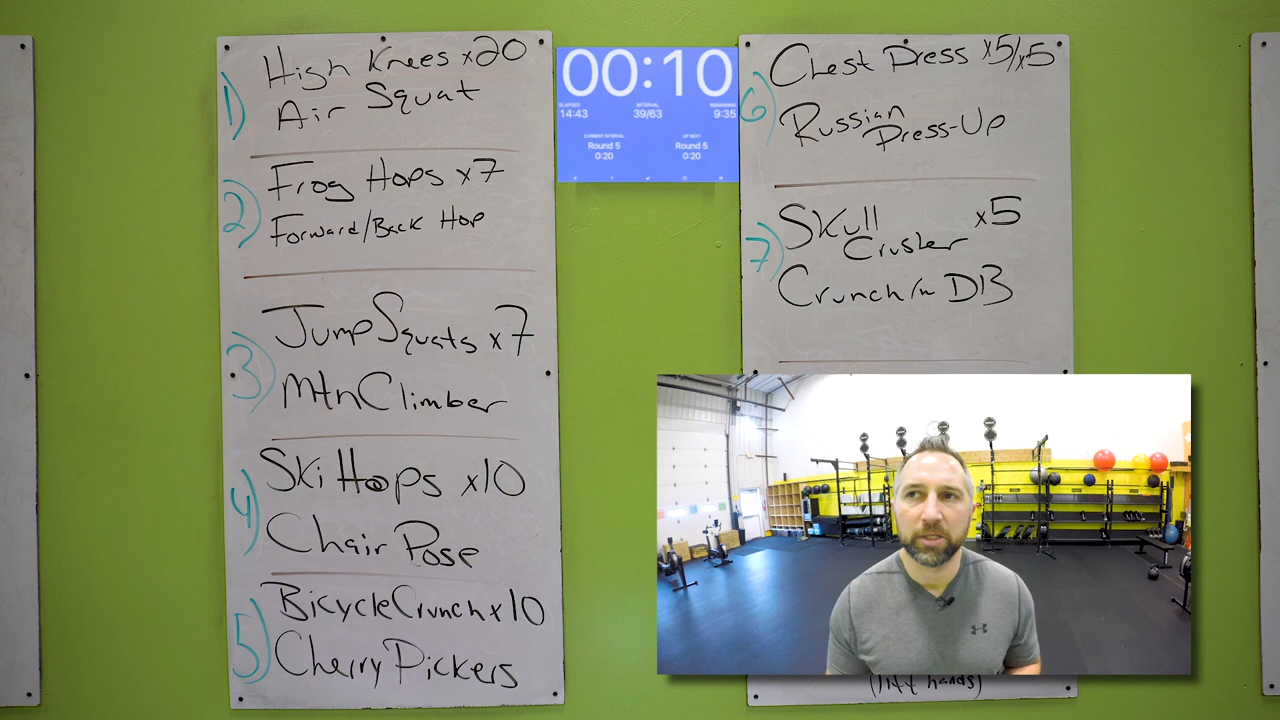 1)
High Knees x20
Air Squat
2)
Frog Hops x7
Forward/Back Hop
3)
Jump Squats x7
Mtn Climber
4)
Ski Hops x10
Chair Pose
5)
Bicycle Crunch x10
Cherry Pickers
00:10
ELAPSED INTERVAL REMAINING
14:43 39/63 9:35
CURRENT INTERVAL UP NEXT
Round 5 Round 5
0:20 0:20
6)
Chest Press x5/x5
Russian
Press-Up
7)
Skull x5
Crusher
Crunch/w DB
(lift hands)